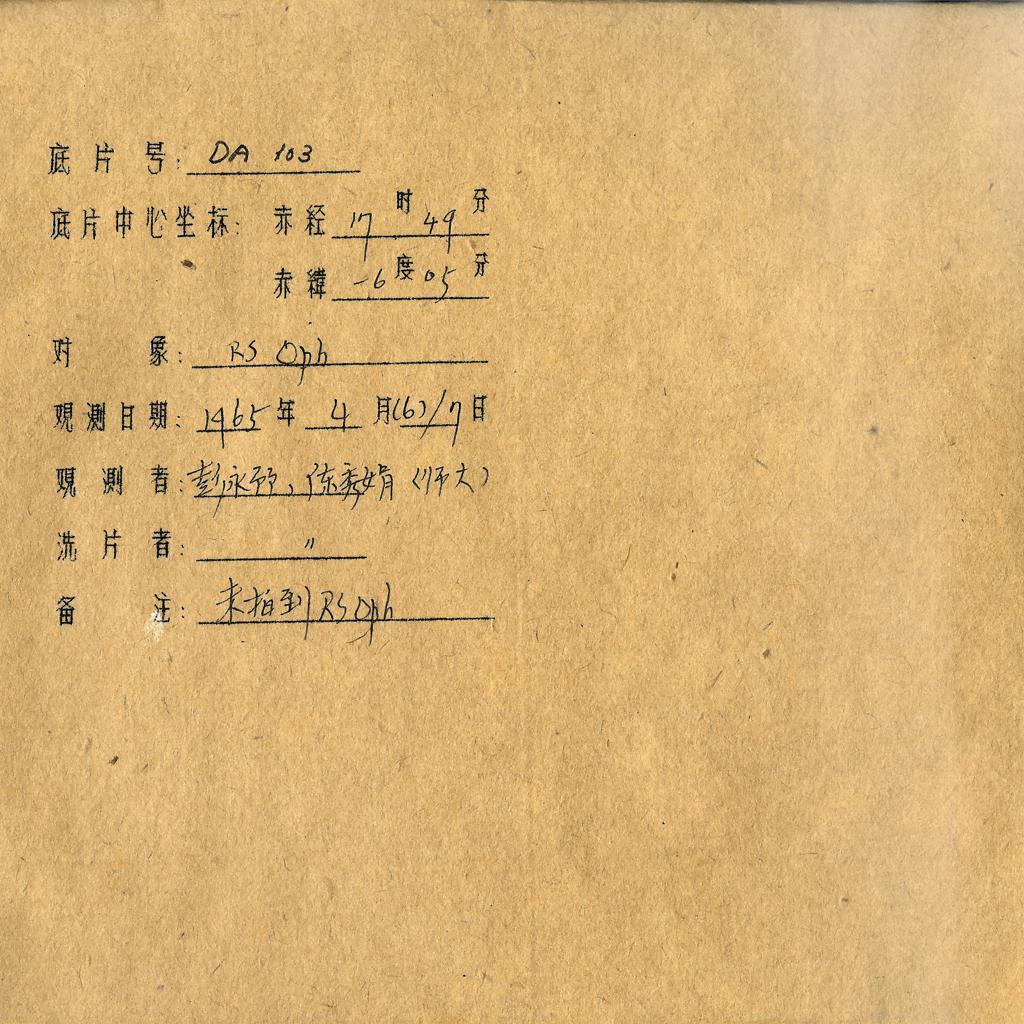 底片号: DA 103
底片中心坐标: 赤经 17 时 49 分
赤緯 -6 度 05 分
对象: RS Oph
观测日期: 1965 年 4 月(6)/7 日
观测者: 彭永 、陈秀娟(师大)
洗片者: 〃
备注: 未拍到 RS Oph